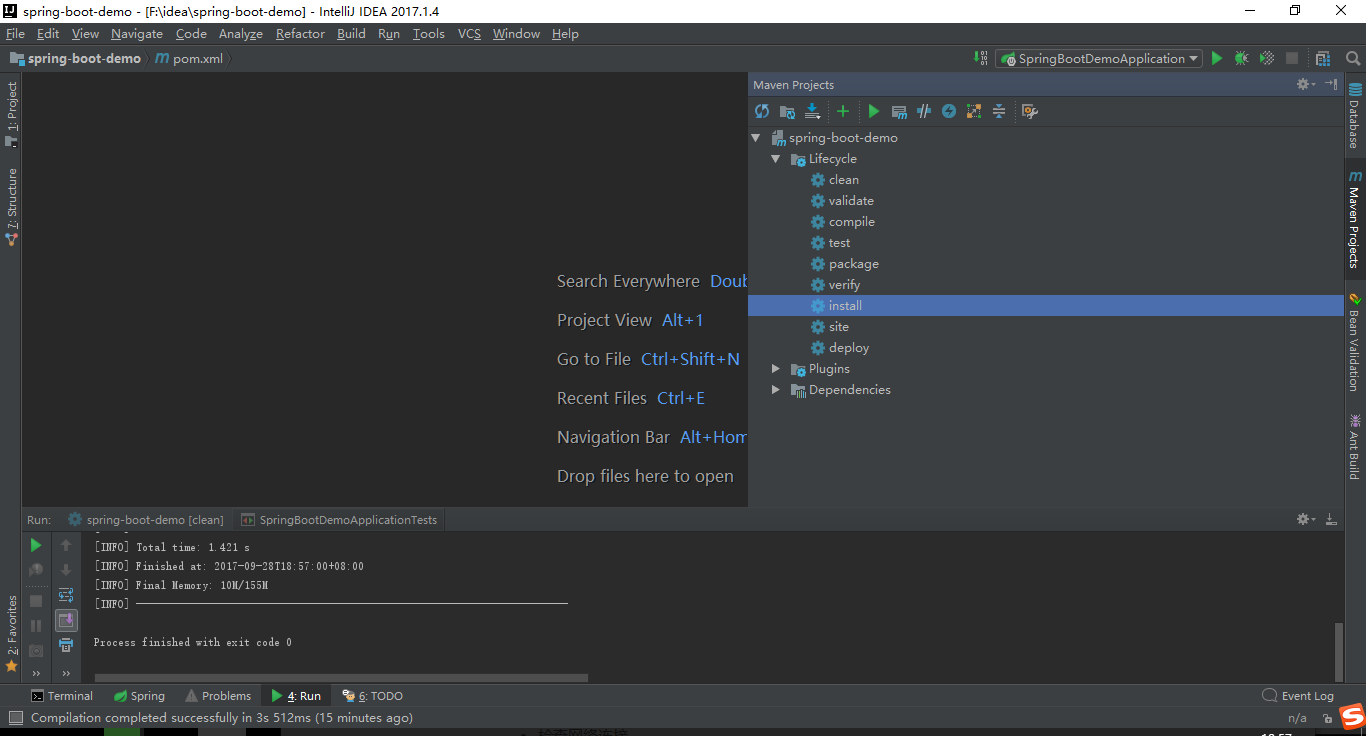 spring-boot-demo - [F:\idea\spring-boot-demo] - IntelliJ IDEA 2017.1.4
File Edit View Navigate Code Analyze Refactor Build Run Tools VCS Window Help
spring-boot-demo pom.xml SpringBootDemoApplication
1: Project
7: Structure
2: Favorites
Search Everywhere Doub
Project View Alt+1
Go to File Ctrl+Shift+N
Recent Files Ctrl+E
Navigation Bar Alt+Hom
Drop files here to open
Maven Projects
spring-boot-demo
Lifecycle
clean
validate
compile
test
package
verify
install
site
deploy
Plugins
Dependencies
Database
Maven Projects
Bean Validation
Ant Build
Run: spring-boot-demo [clean] SpringBootDemoApplicationTests
[INFO] Total time: 1.421 s
[INFO] Finished at: 2017-09-28T18:57:00+08:00
[INFO] Final Memory: 10M/155M
[INFO] ------------------------------------------------------------------------
Process finished with exit code 0
Terminal Spring Problems 4: Run 6: TODO Event Log
Compilation completed successfully in 3s 512ms (15 minutes ago) n/a